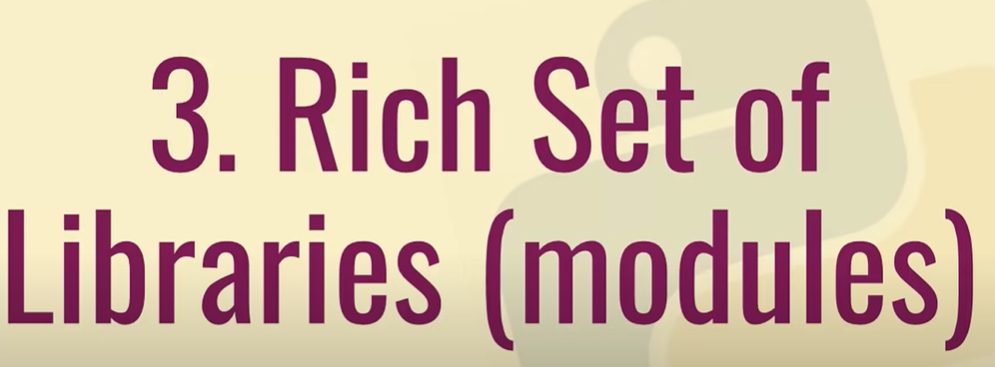 3. Rich Set of
Libraries (modules)